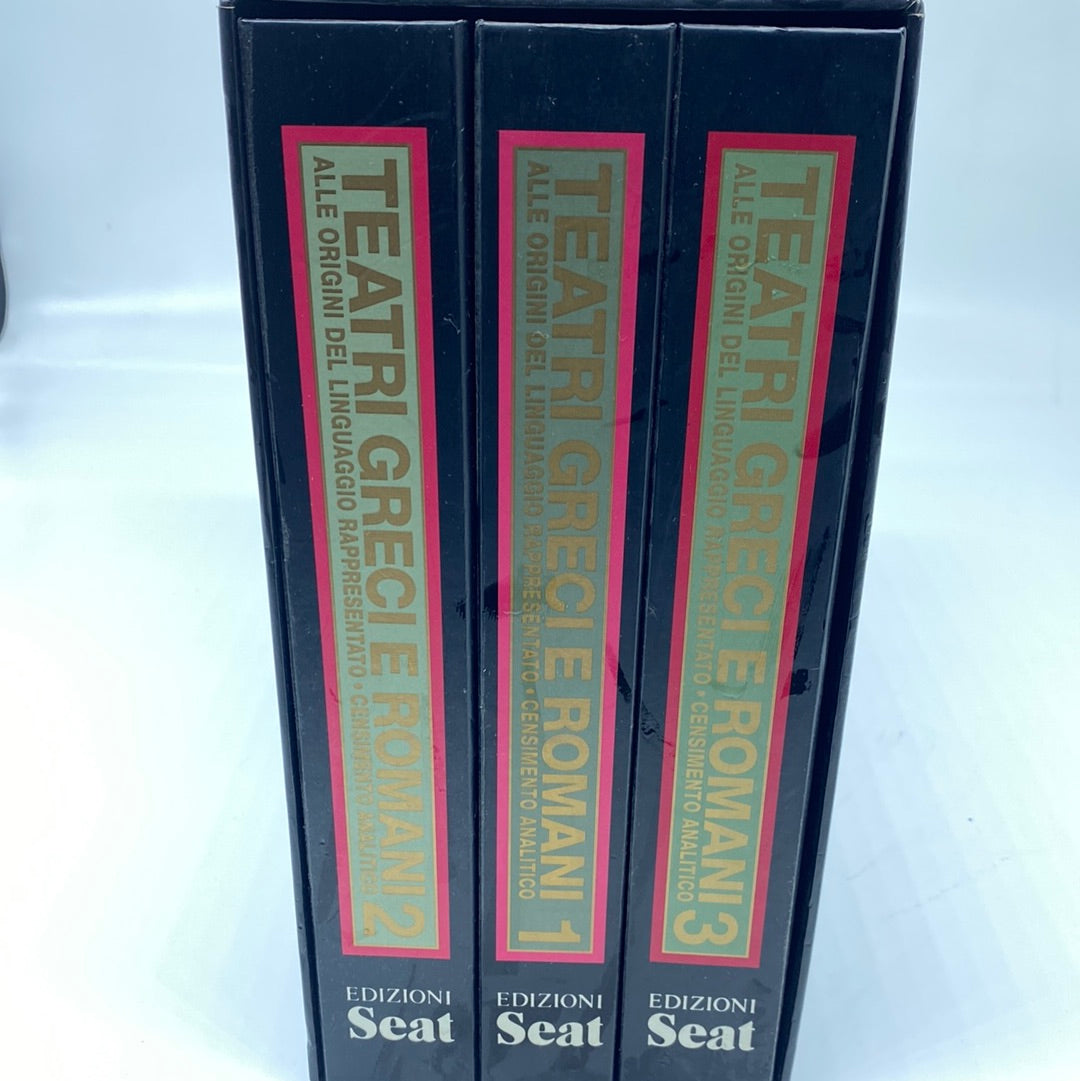 TEATRI GRECI E ROMANI 2
ALLE ORIGINI DEL LINGUAGGIO RAPPRESENTATO • CENSIMENTO ANALITICO
EDIZIONI
Seat
TEATRI GRECI E ROMANI 1
ALLE ORIGINI DEL LINGUAGGIO RAPPRESENTATO • CENSIMENTO ANALITICO
EDIZIONI
Seat
TEATRI GRECI E ROMANI 3
ALLE ORIGINI DEL LINGUAGGIO RAPPRESENTATO • CENSIMENTO ANALITICO
EDIZIONI
Seat